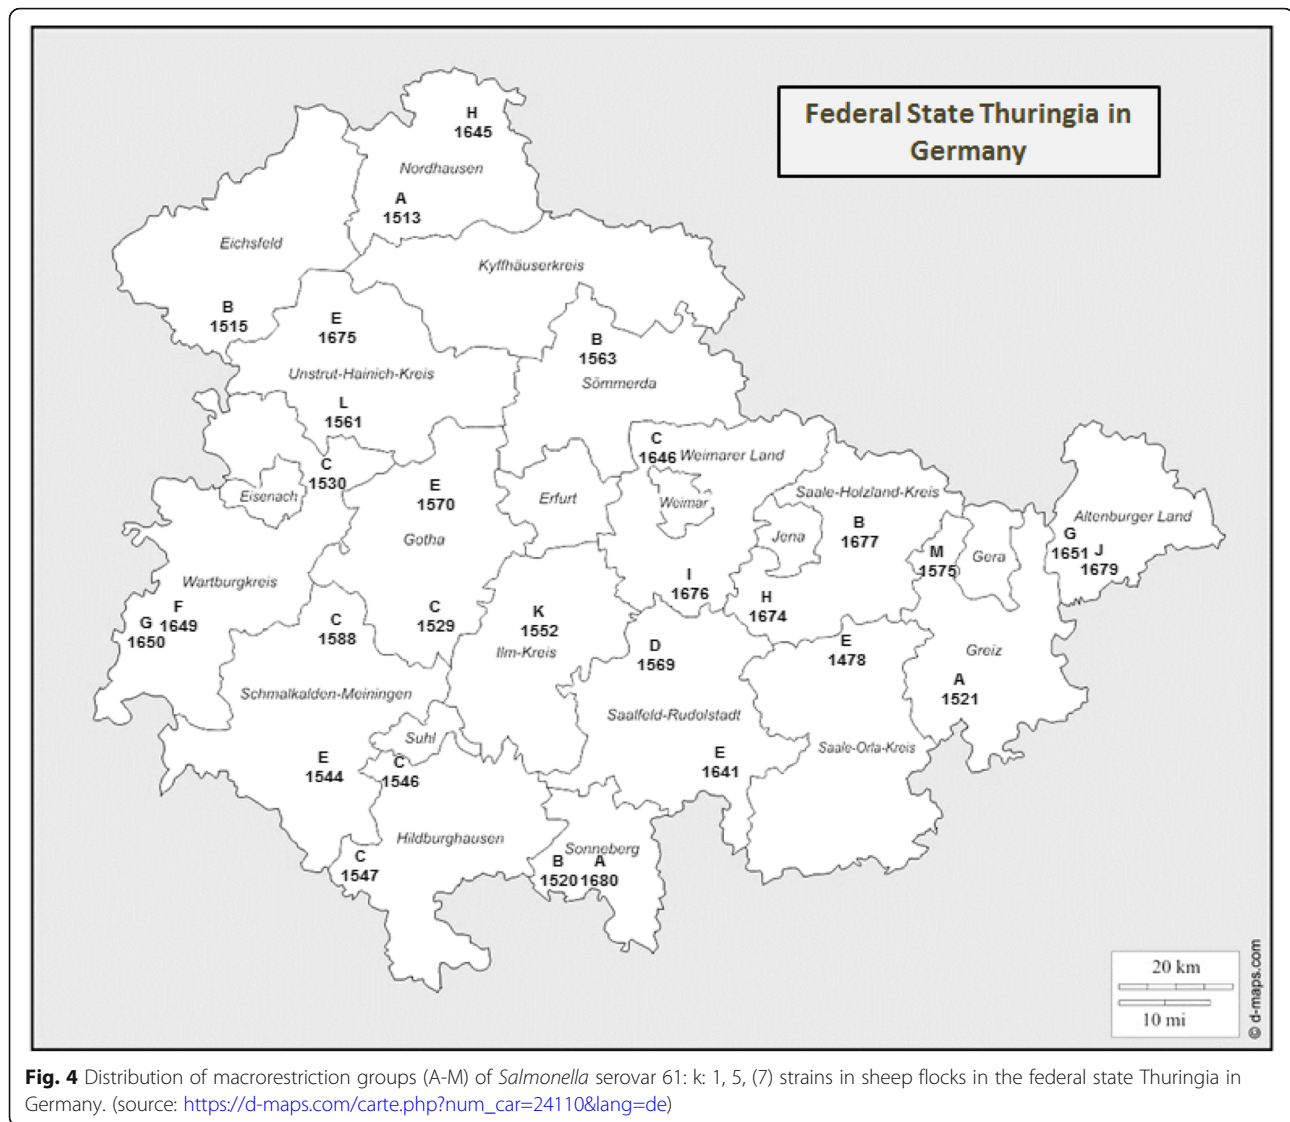 Federal State Thuringia in
Germany
H
1645
Nordhausen
A
1513
Eichsfeld
Kyffhäuserkreis
B
1515
E
1675
B
1563
Unstrut-Hainich-Kreis
Sömmerda
L
1561
C
1646
Weimarer Land
C
1530
Eisenach
E
1570
Erfurt
Weimar
Saale-Holzland-Kreis
Altenburger Land
Gotha
Jena
B
1677
M
1575
Gera
G
1651
J
1679
Wartburgkreis
I
1676
H
1674
F
1649
G
1650
C
1588
C
1529
K
1552
Ilm-Kreis
D
1569
E
1478
Greiz
A
1521
Schmalkalden-Meiningen
Saalfeld-Rudolstadt
Suhl
Saale-Orla-Kreis
E
1544
C
1546
E
1641
Hildburghausen
Sonneberg
C
1547
B
1520
A
1680
20 km
10 mi
© d-maps.com
Fig. 4 Distribution of macrorestriction groups (A-M) of Salmonella serovar 61: k: 1, 5, (7) strains in sheep flocks in the federal state Thuringia in
Germany. (source: https://d-maps.com/carte.php?num_car=24110&lang=de)